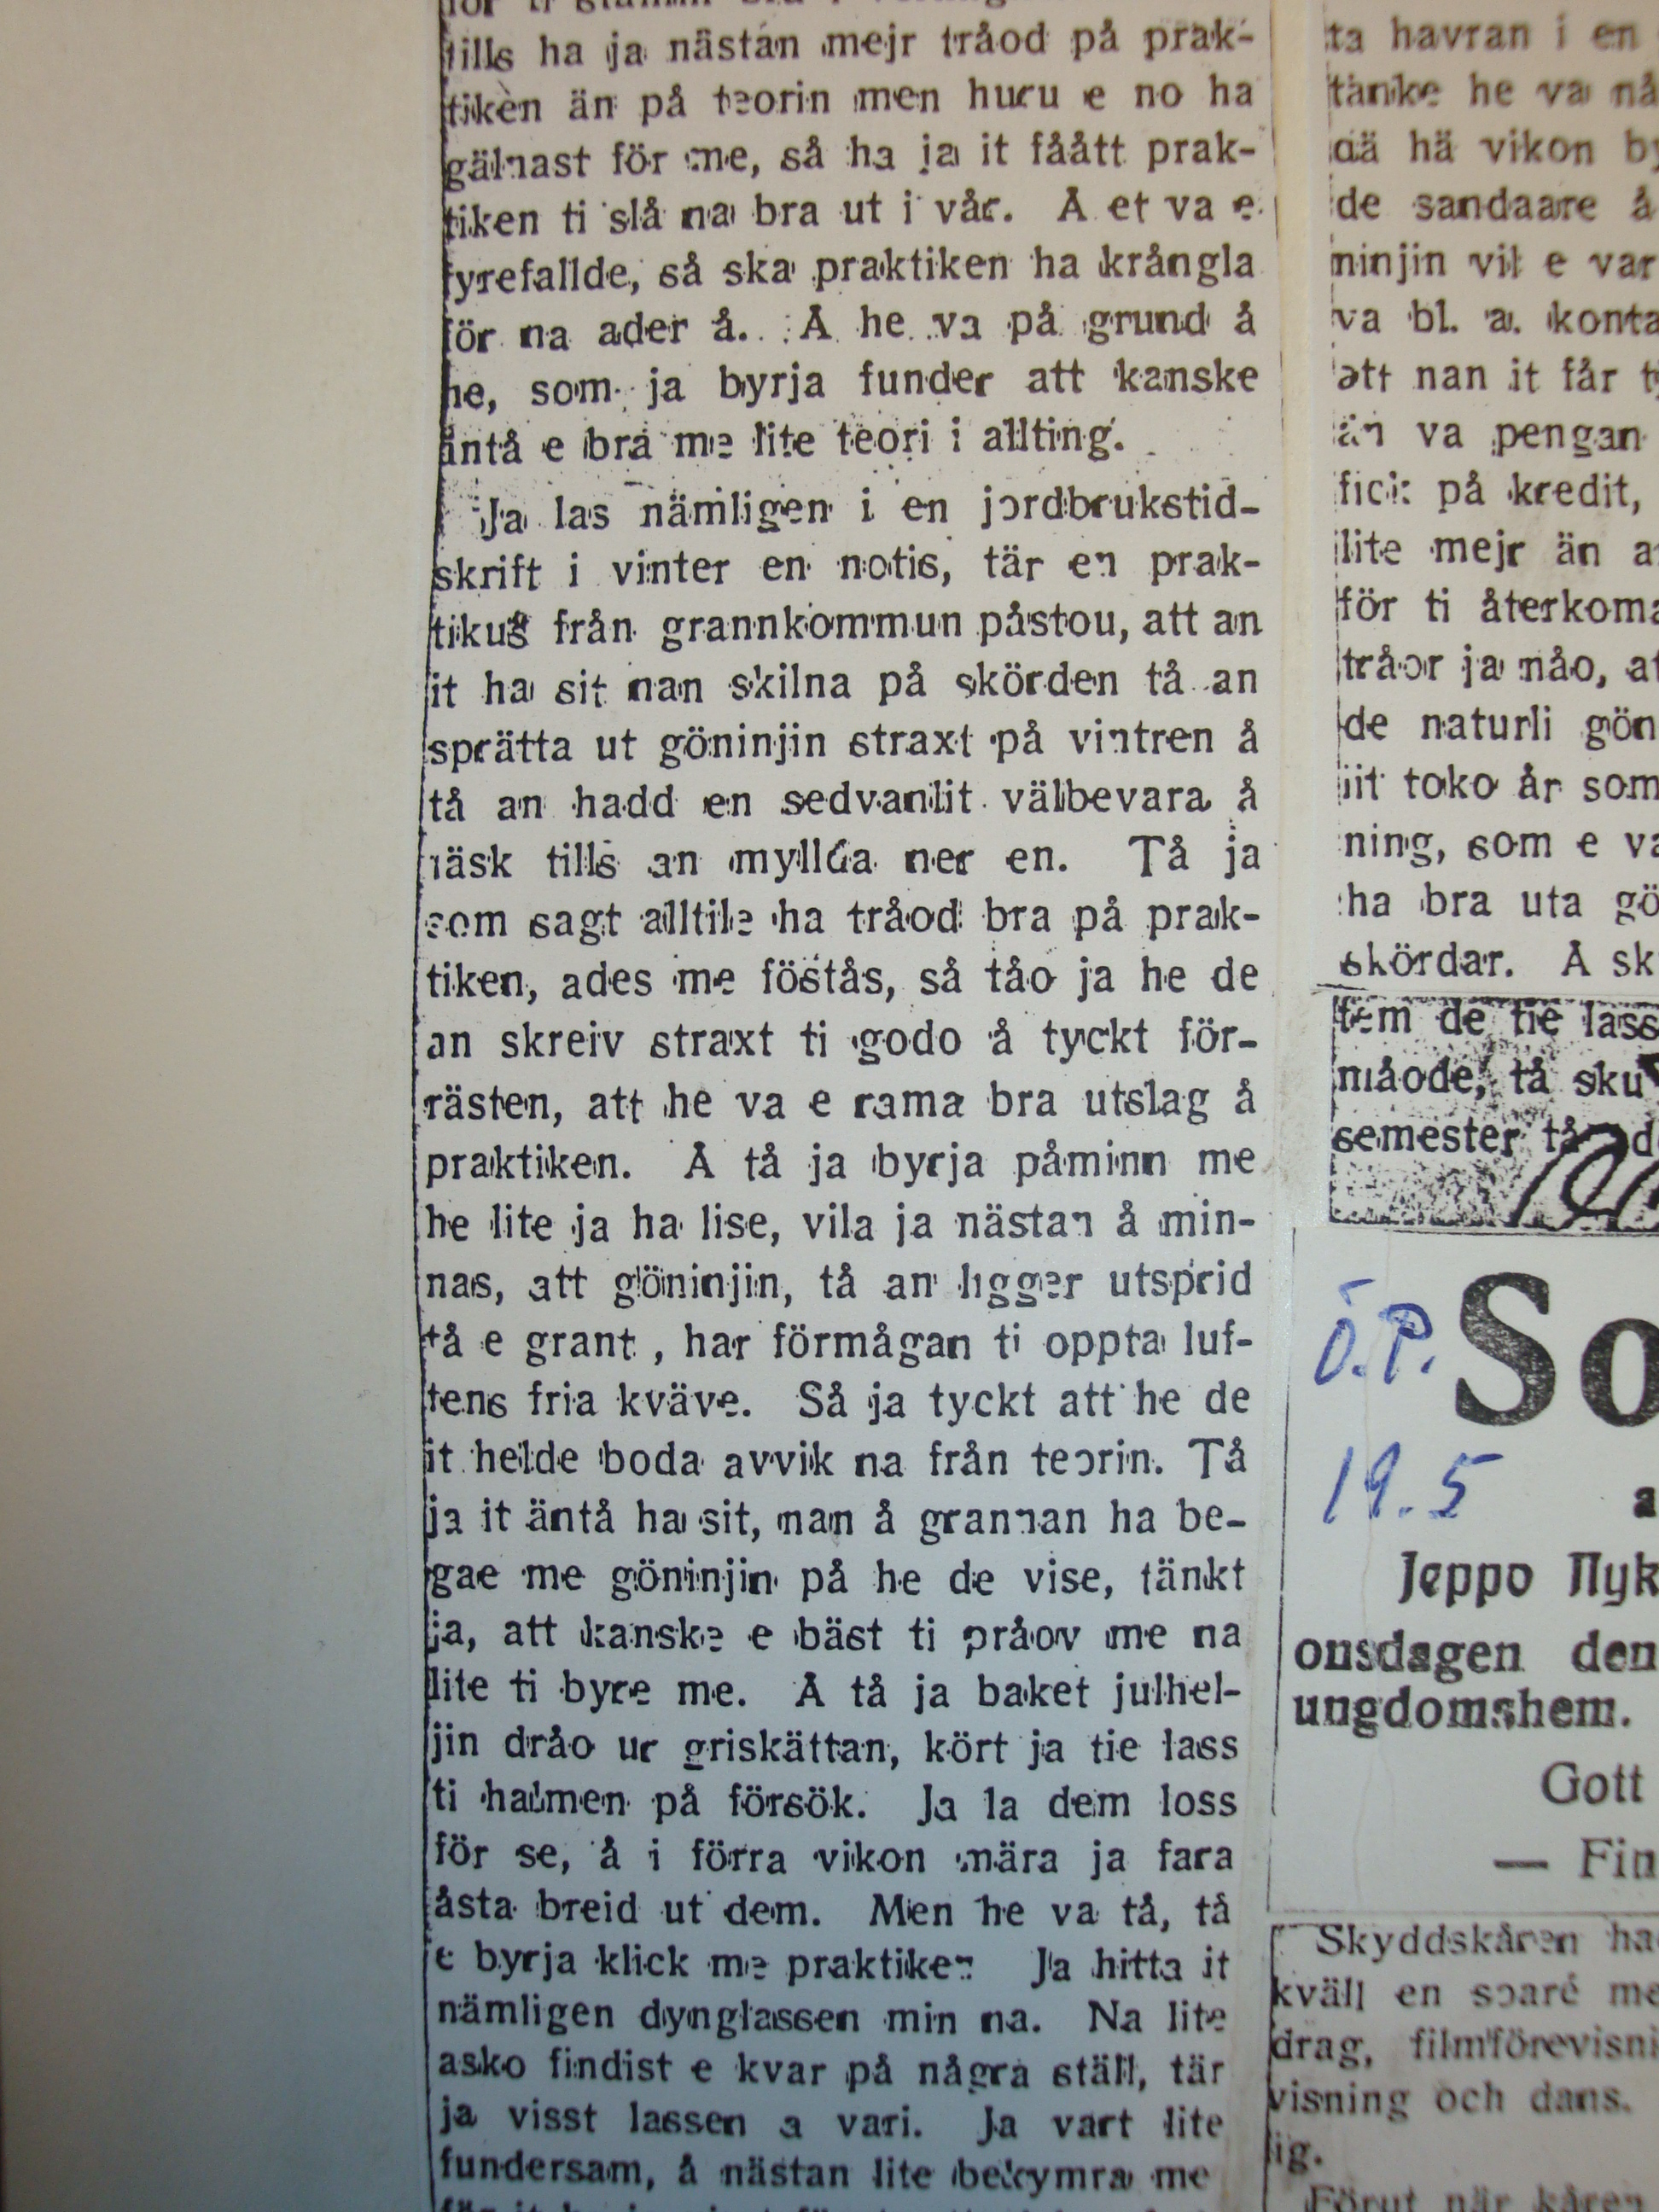 tills ha ja nästan mejr tråod på prak-
tiken än på teorin men huru e no ha
gälnast för me, så ha ja it fåått prak-
tiken ti slå na bra ut i vår. Å et va e
fyrefallde, så ska praktiken ha krångla
för na ader å. Å he va på grund å
he, som ja byrja funder att kanske
äntå e bra me lite teori i allting.
Ja las nämligen i en jordbrukstid-
skrift i vinter en notis, tär en prak-
tikus från grannkommun påstou, att an
it ha sit nan skilna på skörden tå an
sprätta ut göninjin straxt på vintren å
tå an hadd en sedvanlit välbevara å
läsk tills an myllda ner en. Tå ja
som sagt alltile ha tråod bra på prak-
tiken, ades me föstås, så tåo ja he de
an skreiv straxt ti godo å tyckt för-
rästen, att he va e rama bra utslag å
praktiken. Å tå ja byrja påminn me
he lite ja ha lise, vila ja nästan å min-
nas, att göninjin, tå an ligger utsprid
tå e grant, har förmågan ti oppta luf-
tens fria kväve. Så ja tyckt att he de
it helde boda avvik na från teorin. Tå
ja it äntå ha sit, nan å grannan ha be-
gae me göninjin på he de vise, tänkt
ja, att kanske e bäst ti pråov me na
lite ti byre me. Å tå ja baket julhel-
jin dråo ur griskättan, kört ja tie lass
ti halmen på försök. Ja la dem loss
för se, å i förra vikon mära ja fara
åsta breid ut dem. Men he va tå, tå
e byrja klick me praktiken Ja hitta it
nämligen dynglassen min na. Na lite
asko findist e kvar på några ställ, tär
ja visst lassen a vari. Ja vart lite
fundersam, å nästan lite bekymra me
ta havran i en
tänke he va nå
dä hä vikon
de sandaare å
ninjin vil e var
va bl. a. konta
att nan it får
än va pengan
fick på kredit,
lite mejr än
för ti återkoma
tråor ja nåo,
de naturli gön
iit toko år som
ning, som e va
ha bra uta gö
skördar. Å sk
tem de tie lass
måode, tå sku
semester tå
Ö.P. So
19.5 a
Jeppo Nyk
onsdagen den
ungdomshem.
Gott
— Fin
Skyddskåren ha
kväll en soaré me
drag, filmförevisni
visning och dans.
lig.
Förut när kåren